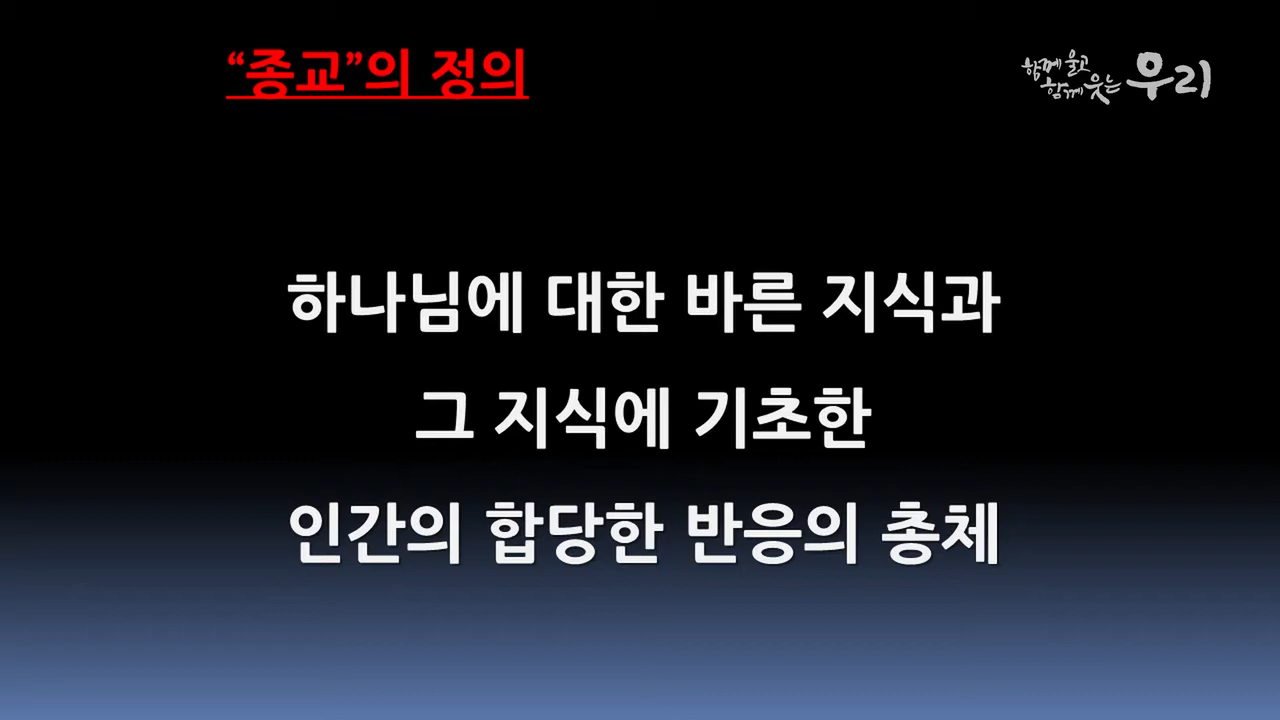 “종교”의 정의
함께 울고
함께 웃는 우리
하나님에 대한 바른 지식과
그 지식에 기초한
인간의 합당한 반응의 총체